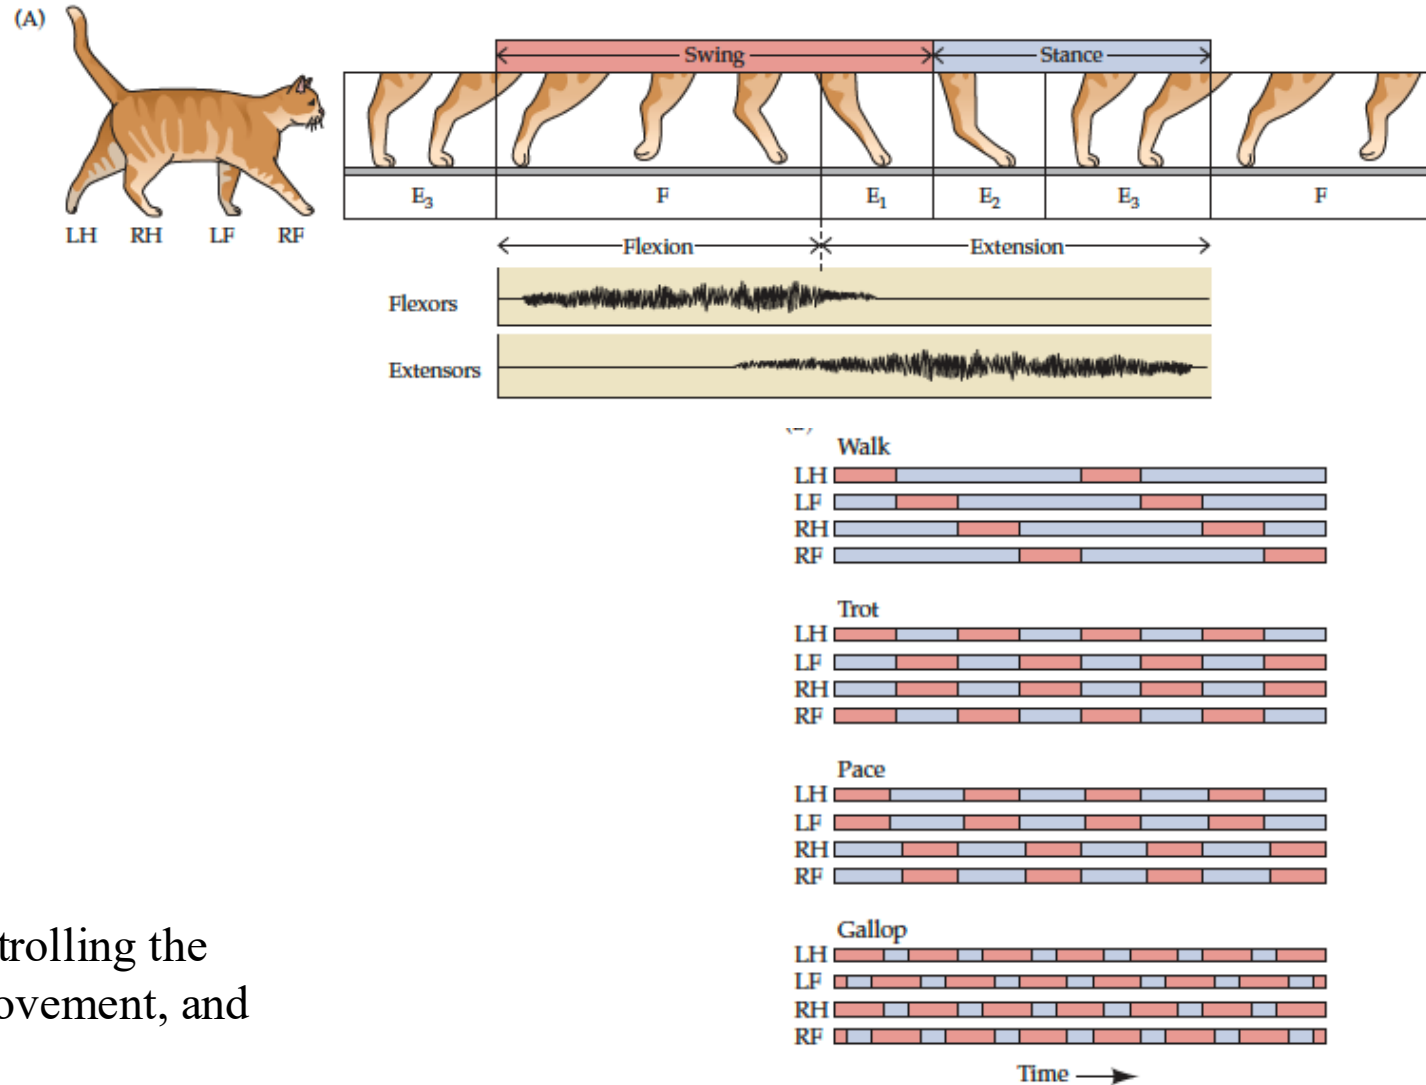 (A)
Swing Stance
E₃ F E₁ E₂ E₃ F
LH RH LF RF
Flexion Extension
Flexors
Extensors
Walk
LH
LF
RH
RF
Trot
LH
LF
RH
RF
Pace
LH
LF
RH
RF
Gallop
LH
LF
RH
RF
Time
trolling the
ovement, and